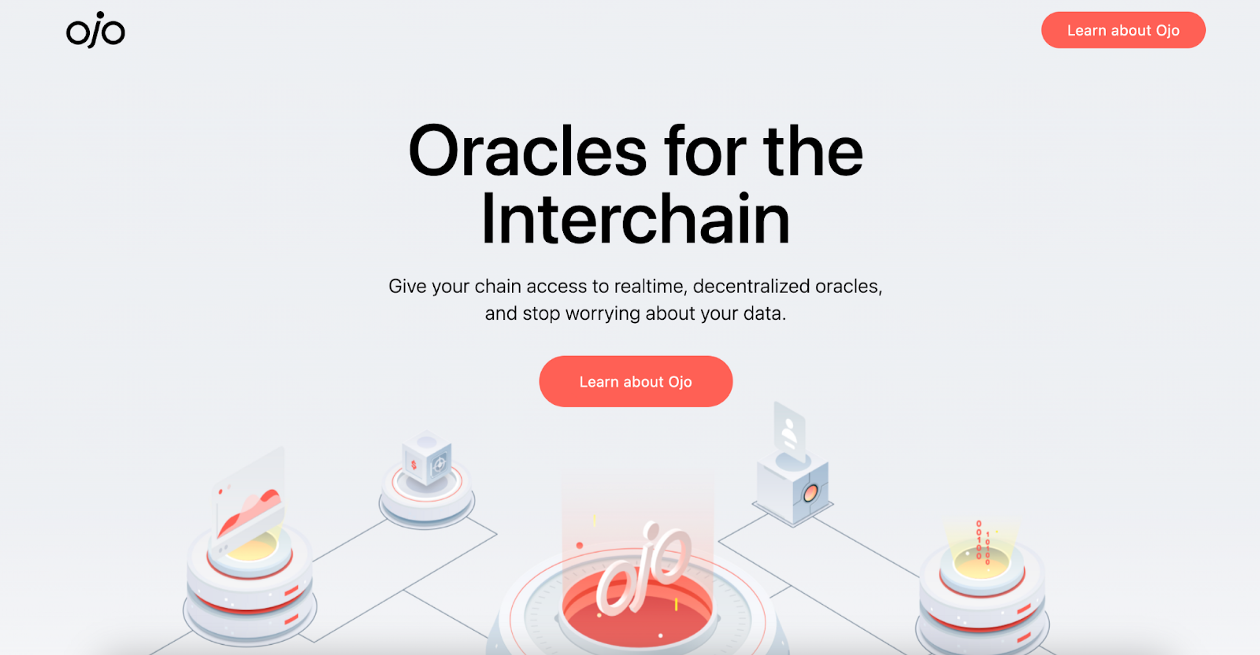 ojo
Learn about Ojo
Oracles for the
Interchain
Give your chain access to realtime, decentralized oracles,
and stop worrying about your data.
Learn about Ojo
ojo